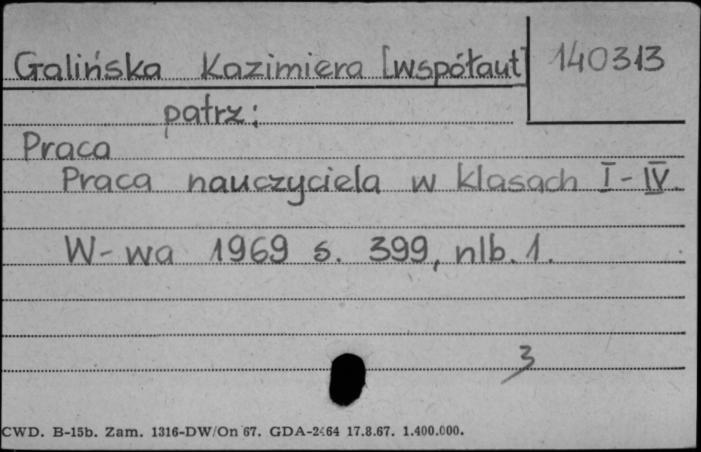 Galińska Kazimiera [współaut] 140313
patrz:
Praca
Praca nauczyciela w klasach I-IV.
W-wa 1969 s. 399, nlb. 1.
3
CWD. B-15b. Zam. 1316-DW/On 67. GDA-2464 17.8.67. 1.400.000.